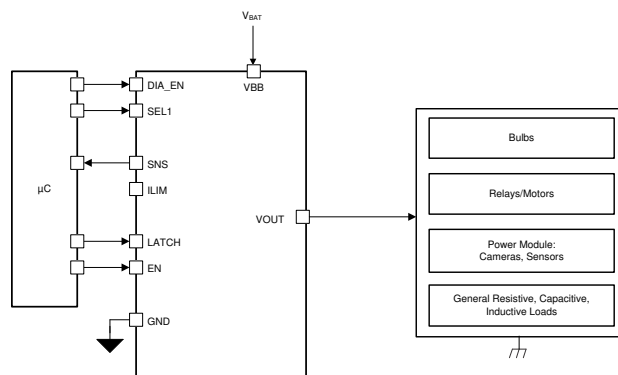 VBAT
DIA_EN
VBB
SEL1
Bulbs
SNS
µC
ILIM
Relays/Motors
VOUT
LATCH
Power Module:
Cameras, Sensors
EN
General Resistive, Capacitive,
Inductive Loads
GND